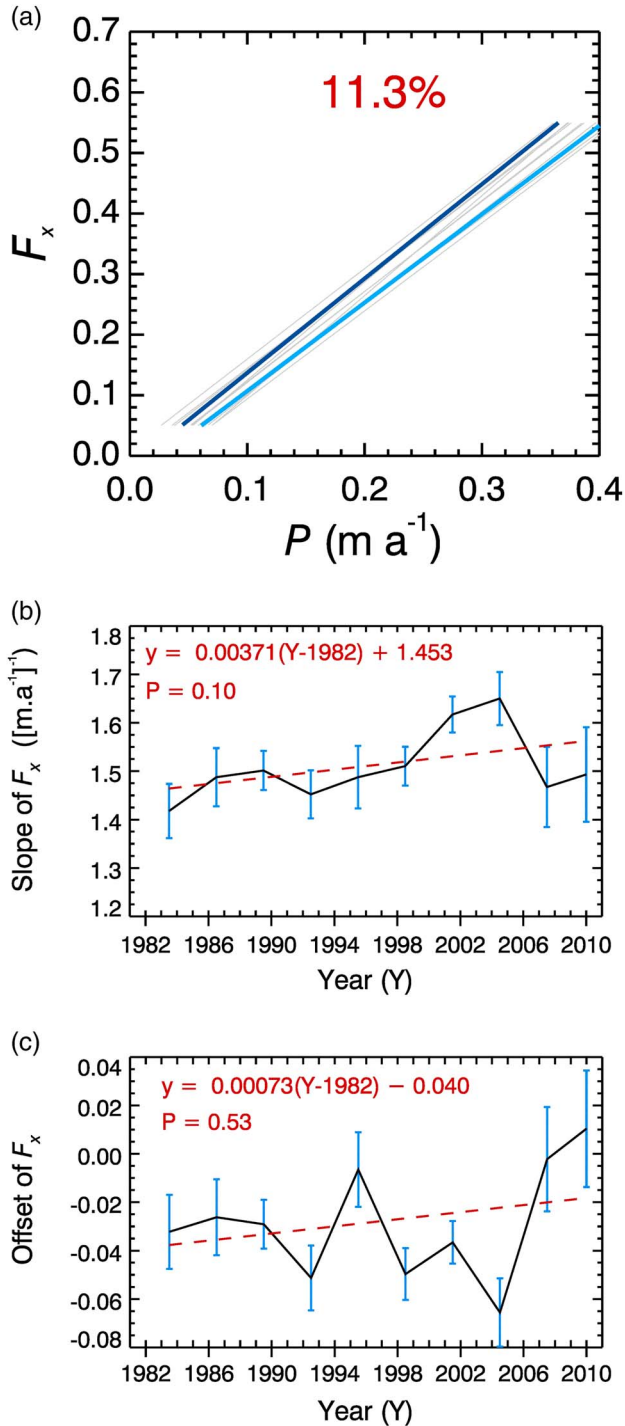 (a)
0.7
0.6
0.5
0.4
0.3
0.2
0.1
0.0
11.3%
Fx
0.0 0.1 0.2 0.3 0.4
P (m a⁻¹)
(b)
1.8
1.7
1.6
1.5
1.4
1.3
1.2
y = 0.00371(Y-1982) + 1.453
P = 0.10
Slope of Fx ([m.a⁻¹]⁻¹)
1982 1986 1990 1994 1998 2002 2006 2010
Year (Y)
(c)
0.04
0.02
0.00
-0.02
-0.04
-0.06
-0.08
y = 0.00073(Y-1982) – 0.040
P = 0.53
Offset of Fx
1982 1986 1990 1994 1998 2002 2006 2010
Year (Y)